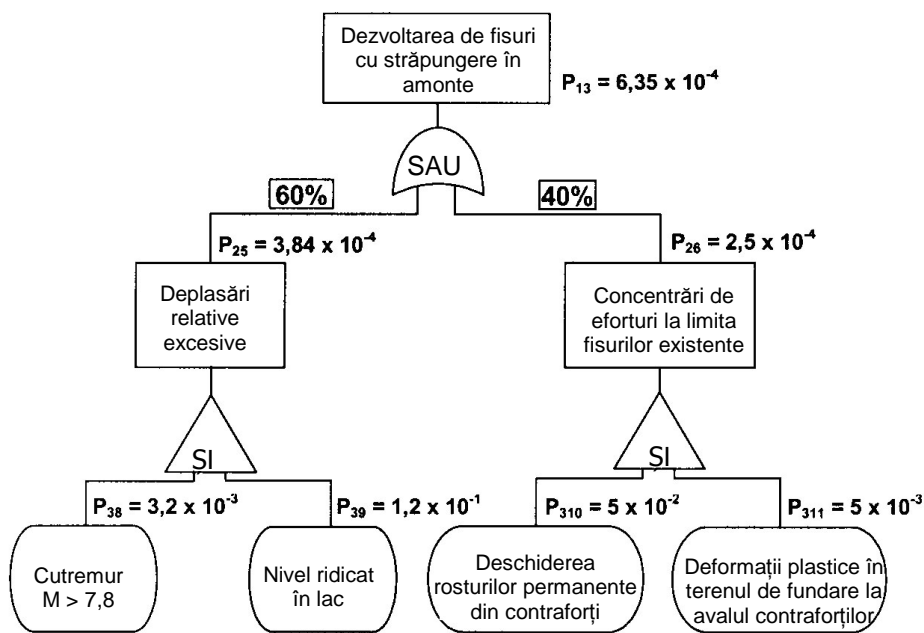 Dezvoltarea de fisuri
cu străpungere în
amonte
P₁₃ = 6,35 x 10⁻⁴
SAU
60%
40%
P₂₅ = 3,84 x 10⁻⁴
P₂₆ = 2,5 x 10⁻⁴
Deplasări
relative
excesive
Concentrări de
eforturi la limita
fisurilor existente
SI
SI
P₃₈ = 3,2 x 10⁻³
P₃₉ = 1,2 x 10⁻¹
P₃₁₀ = 5 x 10⁻²
P₃₁₁ = 5 x 10⁻³
Cutremur
M > 7,8
Nivel ridicat
în lac
Deschiderea
rosturilor permanente
din contraforți
Deformații plastice în
terenul de fundare la
avalul contraforților